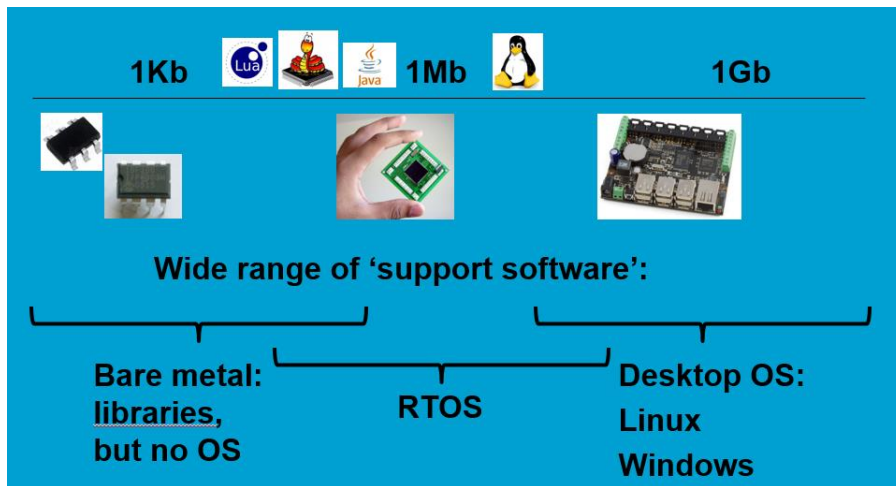 1Kb
Lua
Java
1Mb
1Gb
Wide range of ‘support software’:
Bare metal:
libraries,
but no OS
RTOS
Desktop OS:
Linux
Windows